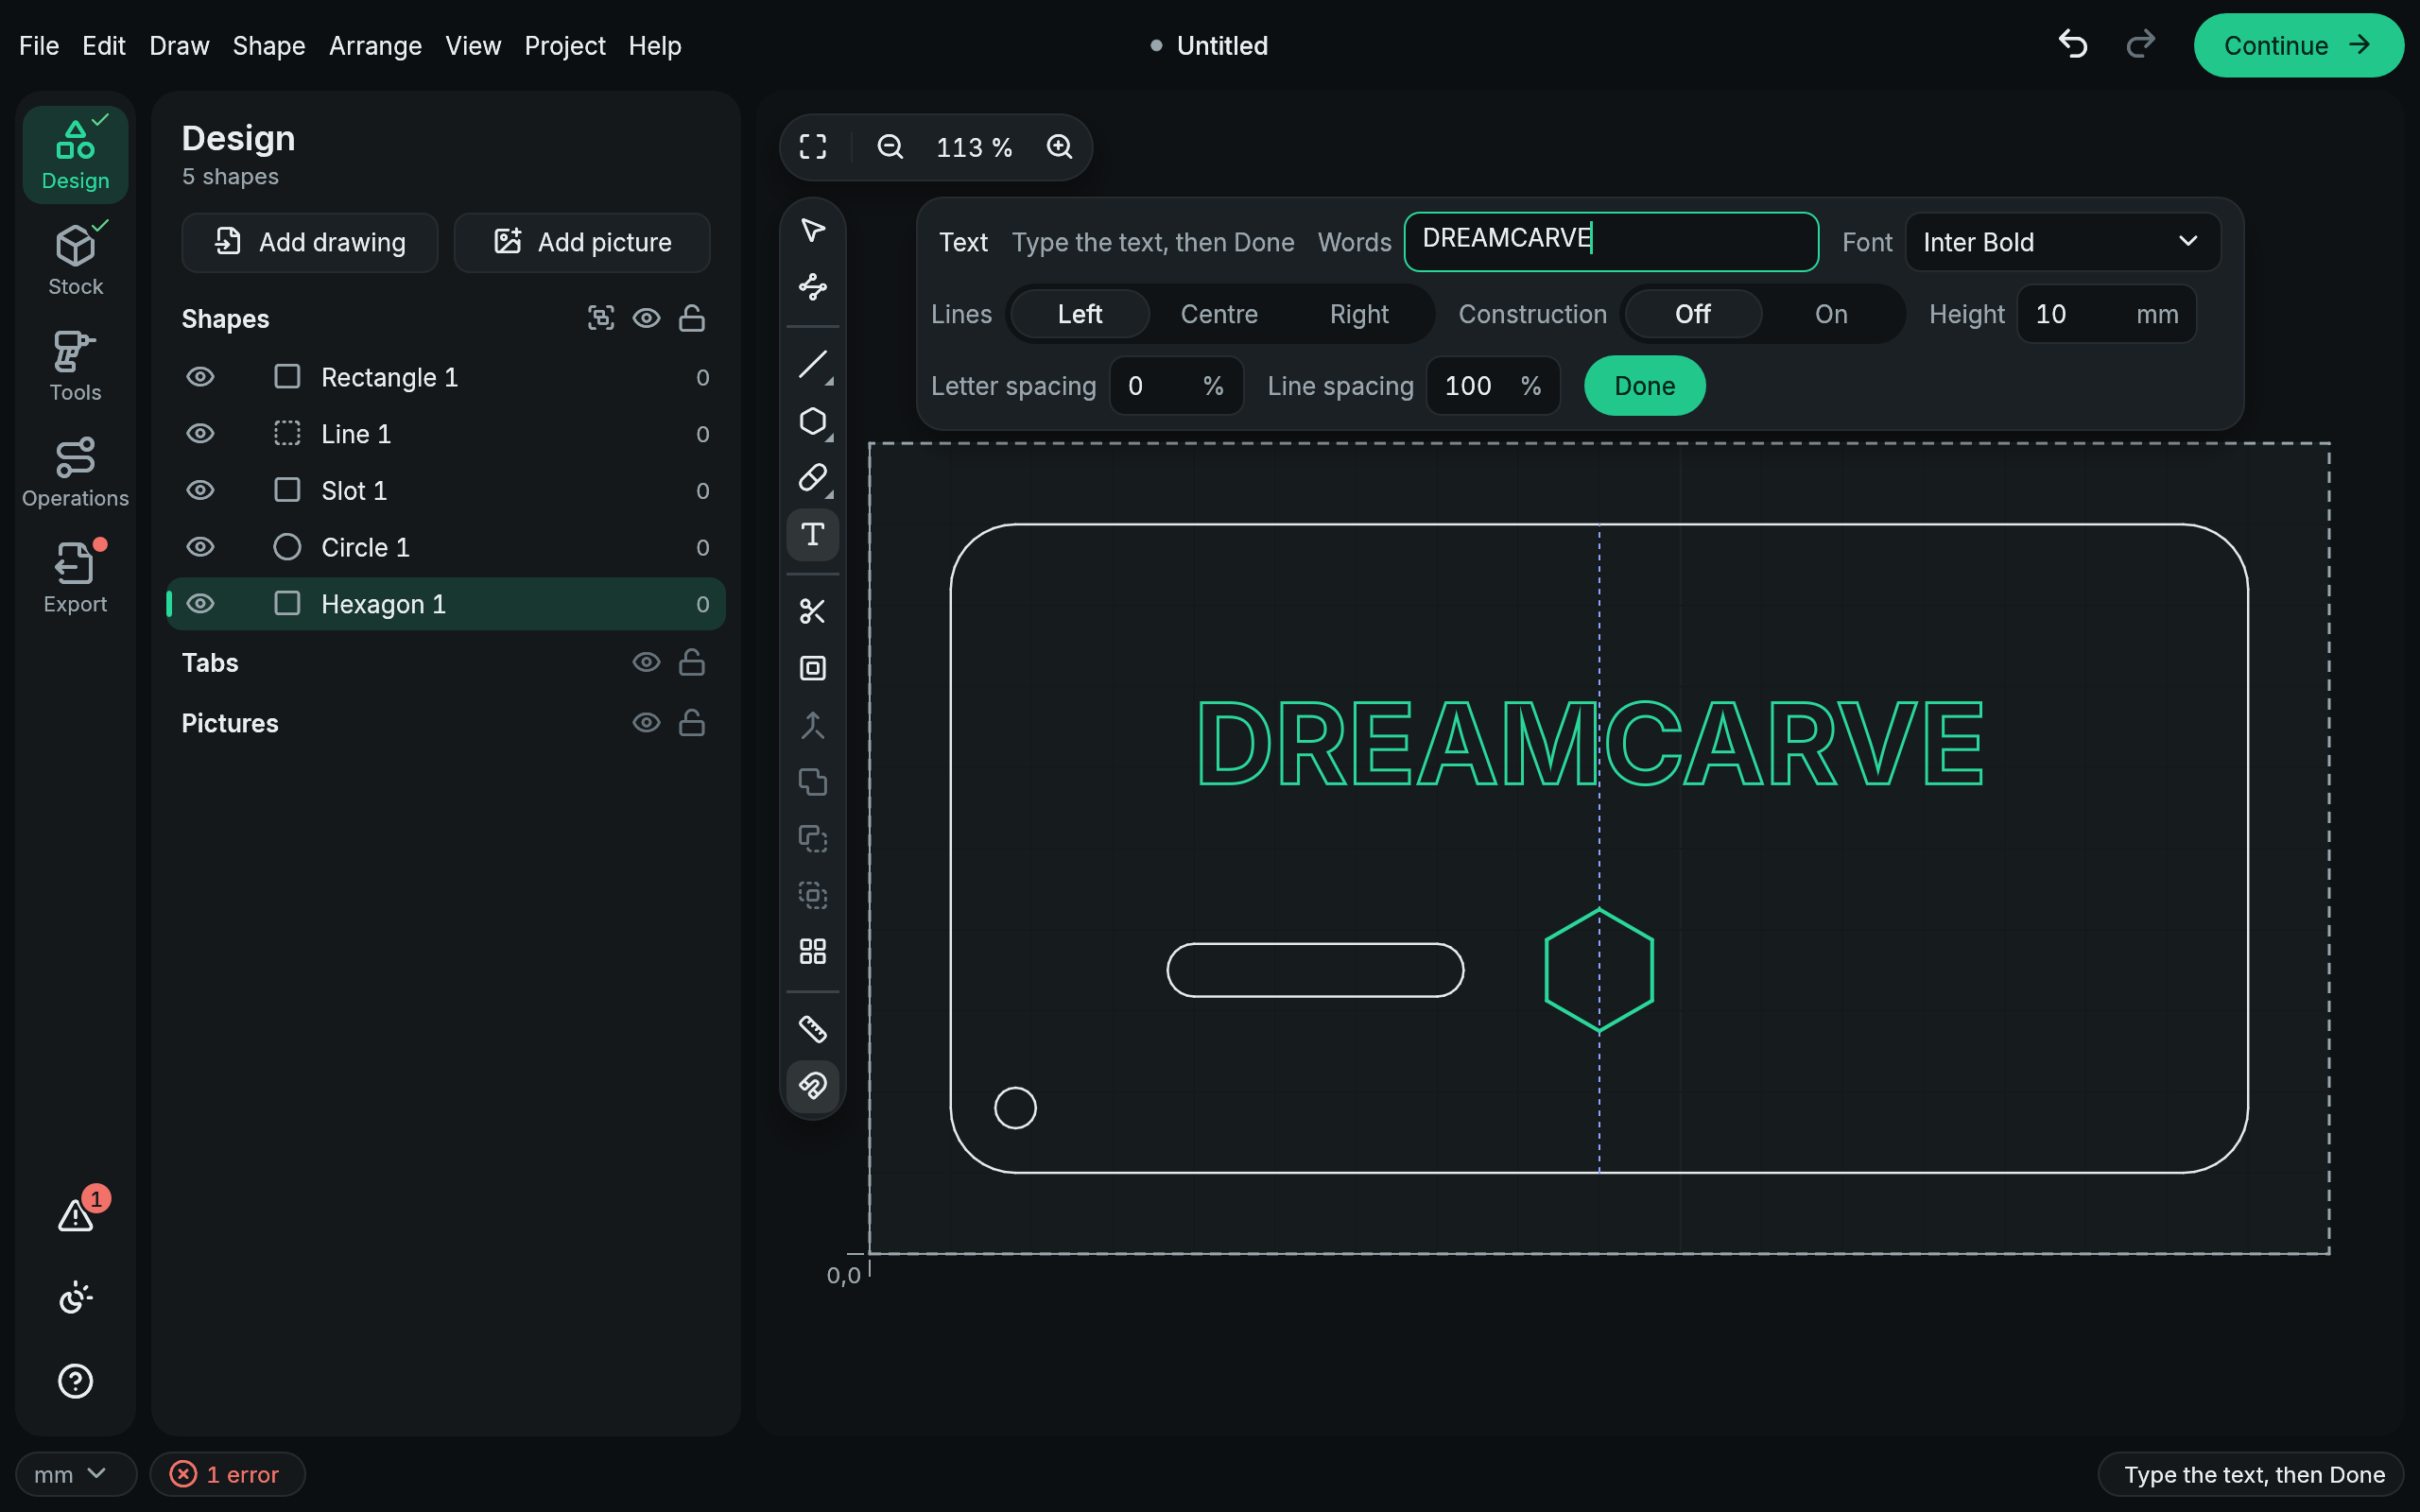 File Edit Draw Shape Arrange View Project Help
Untitled
Continue
Design
Stock
Tools
Operations
Export
1
Design
5 shapes
Add drawing Add picture
Shapes
Rectangle 1 0
Line 1 0
Slot 1 0
Circle 1 0
Hexagon 1 0
Tabs
Pictures
113 %
Text Type the text, then Done Words DREAMCARVE Font Inter Bold
Lines Left Centre Right Construction Off On Height 10 mm
Letter spacing 0 % Line spacing 100 % Done
DREAMCARVE
0,0
mm 1 error
Type the text, then Done